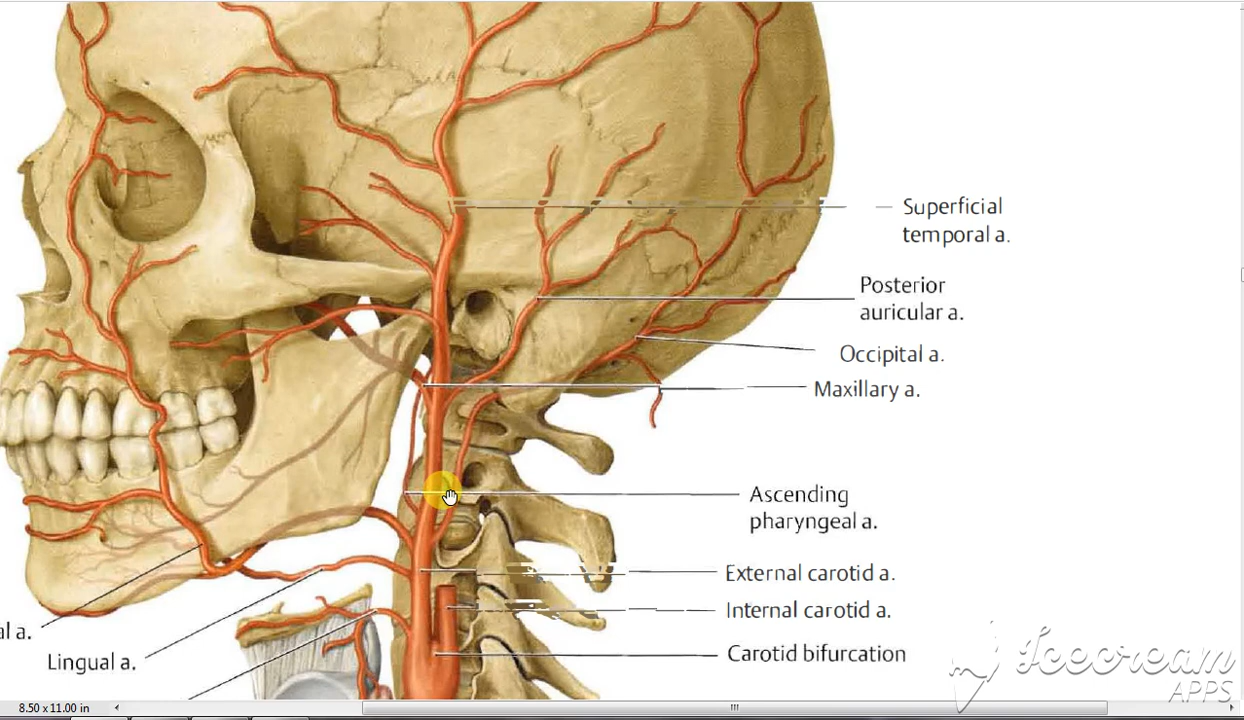 Superficial
temporal a.
Posterior
auricular a.
Occipital a.
Maxillary a.
Ascending
pharyngeal a.
External carotid a.
Internal carotid a.
Carotid bifurcation
al a.
Lingual a.
Icecream
APPS
8.50 x 11.00 in